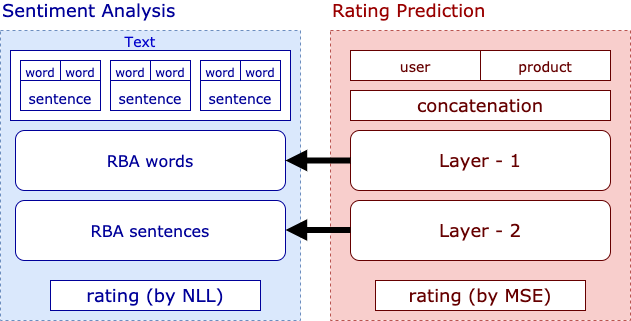 Sentiment Analysis
Text
word word word word word word
sentence sentence sentence
RBA words
RBA sentences
rating (by NLL)
Rating Prediction
user product
concatenation
Layer - 1
Layer - 2
rating (by MSE)